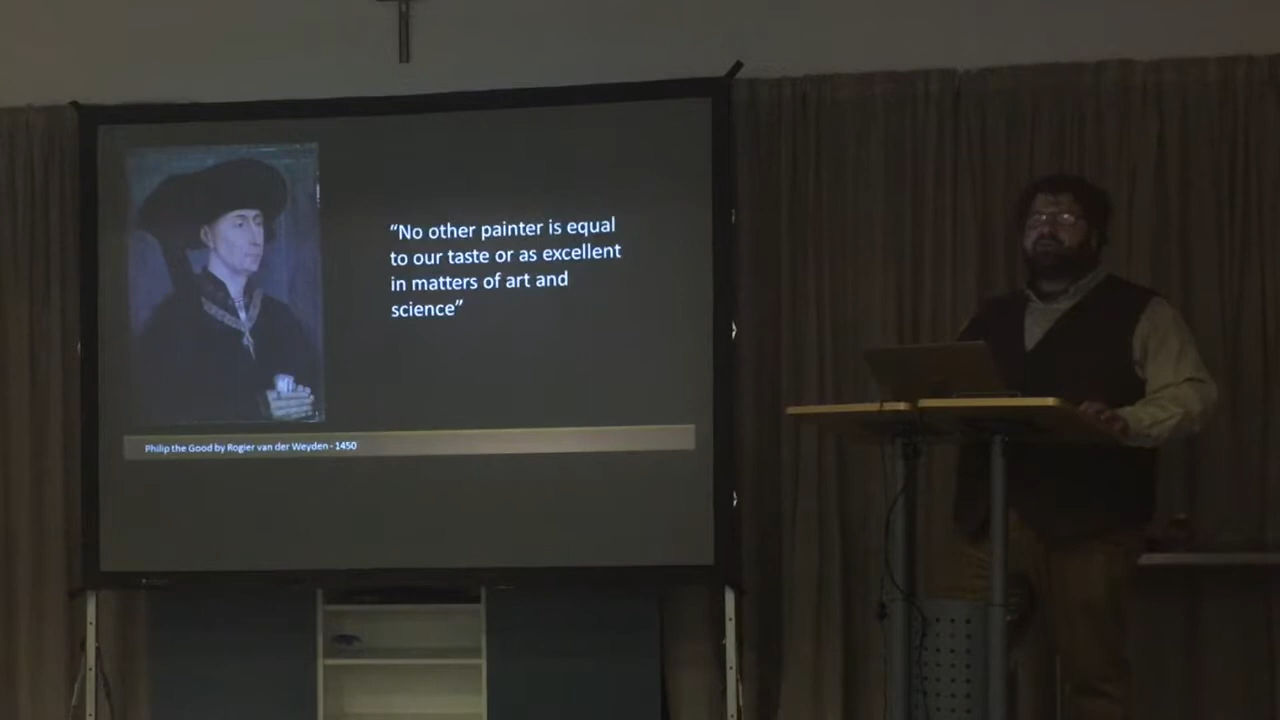 “No other painter is equal
to our taste or as excellent
in matters of art and
science”
Philip the Good by Rogier van der Weyden - 1450